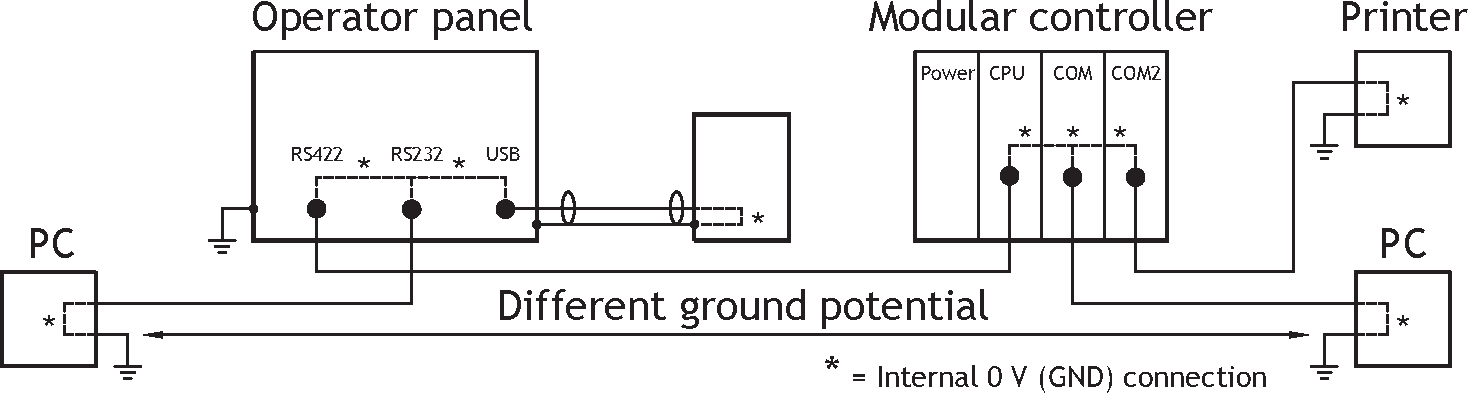 Operator panel
Modular controller
Printer
Power CPU COM COM2
* * *
*
RS422 * RS232 * USB
*
PC
PC
*
*
Different ground potential
* = Internal 0 V (GND) connection